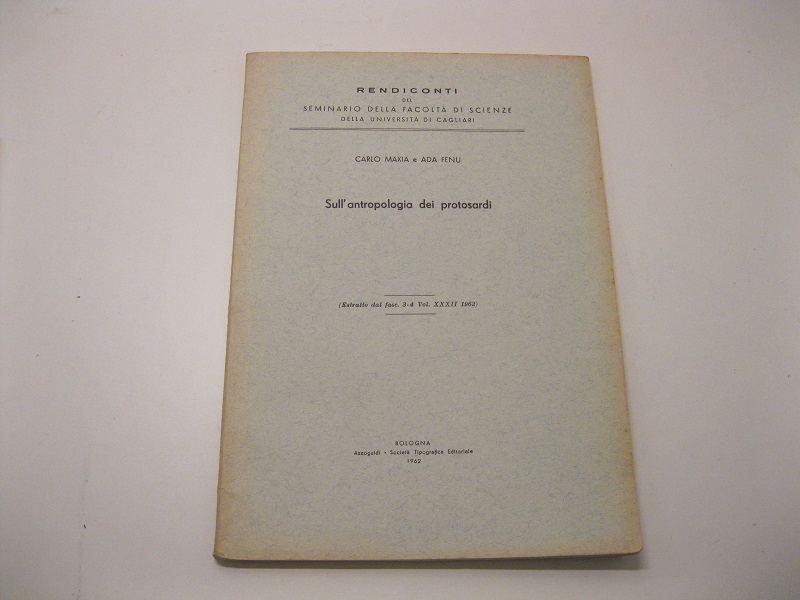 RENDICONTI
DEL
SEMINARIO DELLA FACOLTÀ DI SCIENZE
DELLA UNIVERSITÀ DI CAGLIARI
CARLO MAXIA e ADA FENU
Sull'antropologia dei protosardi
(Estratto dal fasc. 3-4 Vol. XXXII 1962)
BOLOGNA
Azzoguidi • Società Tipografica Editoriale
1962